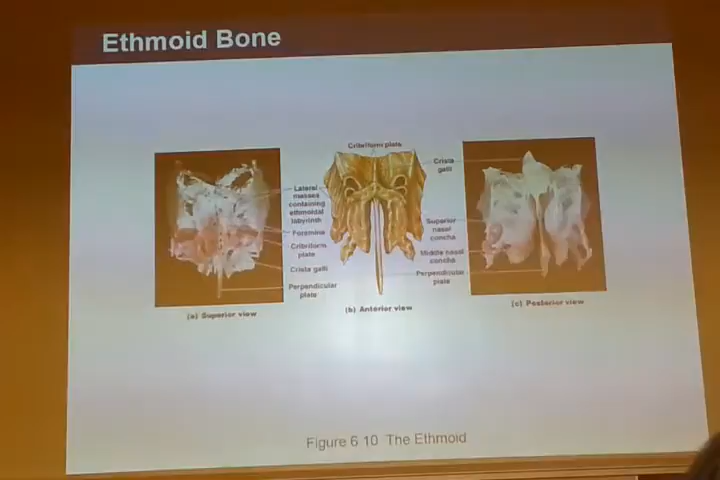 Ethmoid Bone
Cribriform plate
Crista
galli
Lateral
masses
containing
ethmoidal
labyrinth
Foramina
Cribriform
plate
Crista galli
Perpendicular
plate
Superior
nasal
concha
Middle nasal
concha
Perpendicular
plate
(a) Superior view
(b) Anterior view
(c) Posterior view
Figure 6 10 The Ethmoid